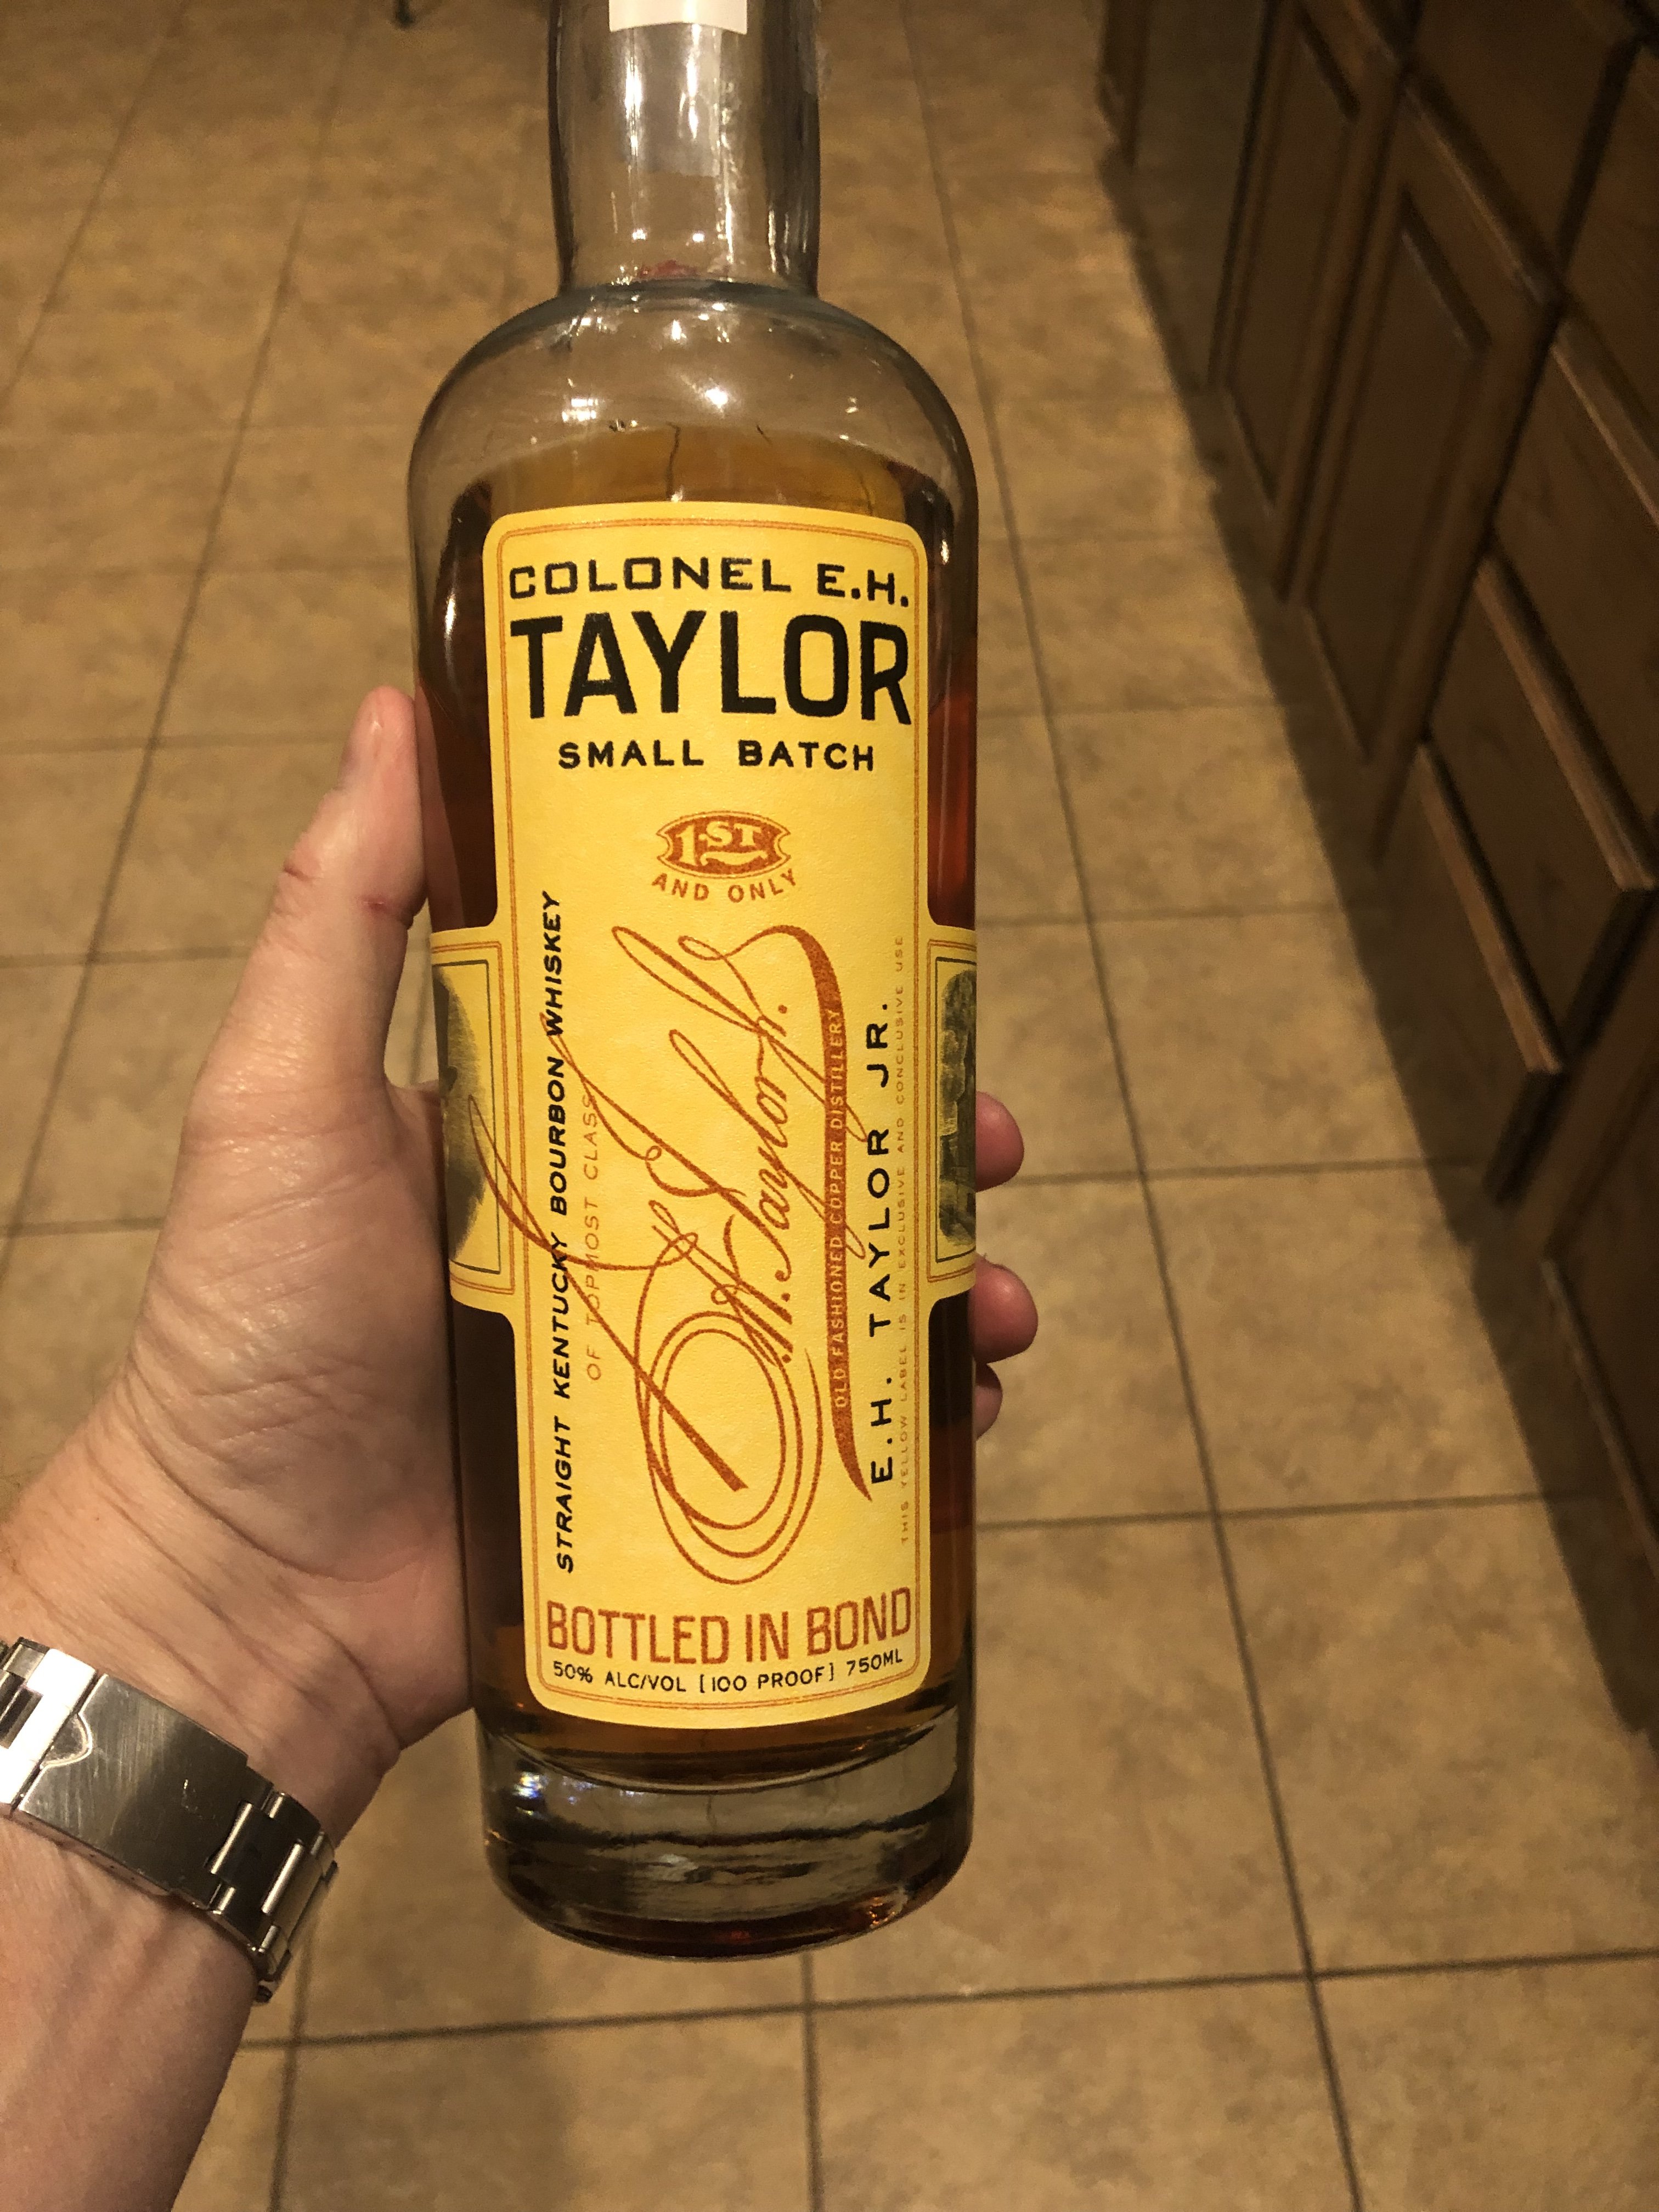 COLONEL E.H.
TAYLOR
SMALL BATCH
1ST
AND ONLY
STRAIGHT KENTUCKY BOURBON WHISKEY
OF TOPMOST CLASS
E. H. Taylor, Jr.
OLD FASHIONED COPPER DISTILLERY
E.H. TAYLOR JR.
THIS YELLOW LABEL IS IN EXCLUSIVE AND CONCLUSIVE USE
BOTTLED IN BOND
50% ALC/VOL [100 PROOF] 750ML